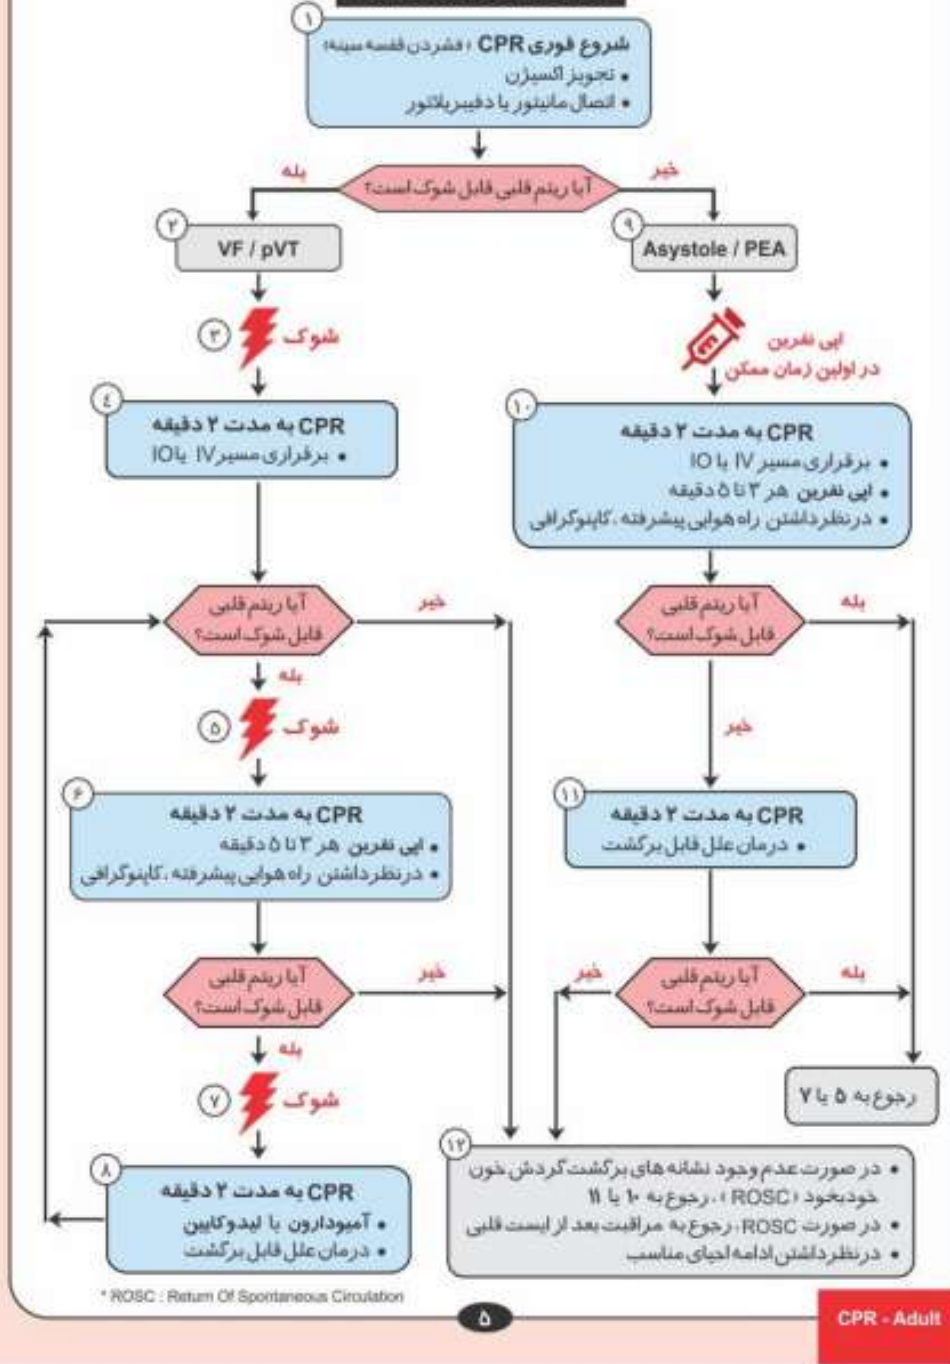 ۱
شروع فوری CPR (فشردن قفسه سینه)
• تجویز اکسیژن
• اتصال مانیتور یا دفیبریلاتور
آیا ریتم قلبی قابل شوک است؟
بله
خیر
۲
VF / pVT
۳
شوک
۴
CPR به مدت ۲ دقیقه
• برقراری مسیر IV یا IO
آیا ریتم قلبی
قابل شوک است؟
خیر
بله
۵
شوک
۶
CPR به مدت ۲ دقیقه
• اپی نفرین هر ۳ تا ۵ دقیقه
• درنظر داشتن راه هوایی پیشرفته، کاپنوگرافی
آیا ریتم قلبی
قابل شوک است؟
خیر
بله
۷
شوک
۸
CPR به مدت ۲ دقیقه
• آمیودارون یا لیدوکایین
• درمان علل قابل برگشت
۹
Asystole / PEA
اپی نفرین
در اولین زمان ممکن
۱۰
CPR به مدت ۲ دقیقه
• برقراری مسیر IV یا IO
• اپی نفرین هر ۳ تا ۵ دقیقه
• درنظر داشتن راه هوایی پیشرفته، کاپنوگرافی
آیا ریتم قلبی
قابل شوک است؟
بله
خیر
۱۱
CPR به مدت ۲ دقیقه
• درمان علل قابل برگشت
آیا ریتم قلبی
قابل شوک است؟
خیر
بله
رجوع به ۵ یا ۷
۱۲
• در صورت عدم وجود نشانه های برگشت گردش خون
خودبخود (ROSC)، رجوع به ۱۰ یا ۱۱
• در صورت ROSC، رجوع به مراقبت بعد از ایست قلبی
• درنظر داشتن ادامه احیای مناسب
* ROSC : Return Of Spontaneous Circulation
۵
CPR - Adult